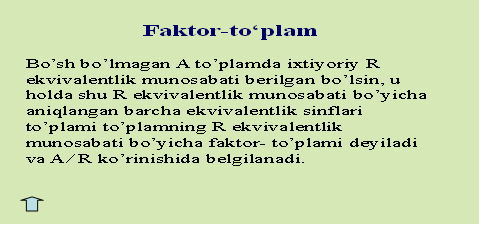 Faktor-to‘plam
Bo’sh bo’lmagan A to’plamda ixtiyoriy R
ekvivalentlik munosabati berilgan bo’lsin, u
holda shu R ekvivalentlik munosabati bo’yicha
aniqlangan barcha ekvivalentlik sinflari
to’plami to’plamning R ekvivalentlik
munosabati bo’yicha faktor- to’plami deyiladi
va A/R ko’rinishida belgilanadi.